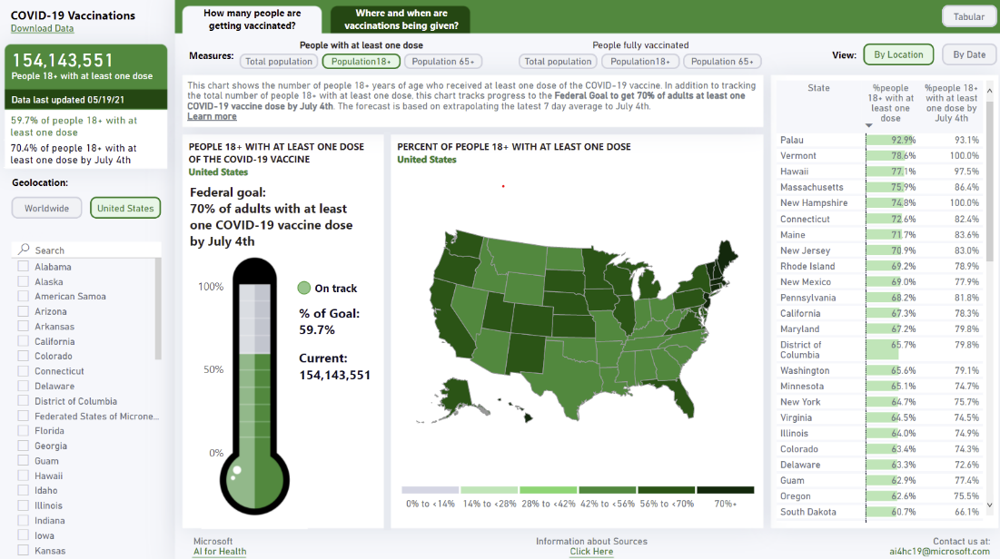 COVID-19 Vaccinations
Download Data
154,143,551
People 18+ with at least one dose
Data last updated 05/19/21
59.7% of people 18+ with at
least one dose
70.4% of people 18+ with at
least one dose by July 4th
Geolocation:
Worldwide
United States
Search
Alabama
Alaska
American Samoa
Arizona
Arkansas
California
Colorado
Connecticut
Delaware
District of Columbia
Federated States of Microne...
Florida
Georgia
Guam
Hawaii
Idaho
Illinois
Indiana
Iowa
Kansas
How many people are
getting vaccinated?
Where and when are
vaccinations being given?
Tabular
Measures:
People with at least one dose
Total population
Population18+
Population 65+
People fully vaccinated
Total population
Population18+
Population 65+
View:
By Location
By Date
This chart shows the number of people 18+ years of age who received at least one dose of the COVID-19 vaccine. In addition to tracking
the total number of people 18+ with at least one dose, this chart tracks progress to the Federal Goal to get 70% of adults at least one
COVID-19 vaccine dose by July 4th. The forecast is based on extrapolating the latest 7 day average to July 4th.
Learn more
PEOPLE 18+ WITH AT LEAST ONE DOSE
OF THE COVID-19 VACCINE
United States
Federal goal:
70% of adults with at least
one COVID-19 vaccine dose
by July 4th
100%
50%
0%
On track
% of Goal:
59.7%
Current:
154,143,551
PERCENT OF PEOPLE 18+ WITH AT LEAST ONE DOSE
United States
0% to <14%
14% to <28%
28% to <42%
42% to <56%
56% to <70%
70%+
State
%people
18+ with at
least one
dose
%people 18+
with at least
one dose by
July 4th
Palau 92.9% 93.1%
Vermont 78.6% 100.0%
Hawaii 77.1% 97.5%
Massachusetts 75.9% 86.4%
New Hampshire 74.8% 100.0%
Connecticut 72.6% 82.4%
Maine 71.7% 83.6%
New Jersey 70.9% 83.0%
Rhode Island 69.2% 78.9%
New Mexico 69.0% 77.9%
Pennsylvania 68.2% 81.8%
California 67.3% 78.3%
Maryland 67.2% 79.8%
District of 65.7% 79.8%
Columbia
Washington 65.6% 79.1%
Minnesota 65.1% 74.7%
New York 64.7% 75.7%
Virginia 64.5% 74.5%
Illinois 64.0% 74.9%
Colorado 63.4% 74.3%
Delaware 63.3% 72.6%
Guam 62.9% 77.4%
Oregon 62.6% 75.5%
South Dakota 60.7% 66.1%
Microsoft
AI for Health
Information about Sources
Click Here
Contact us at:
ai4hc19@microsoft.com